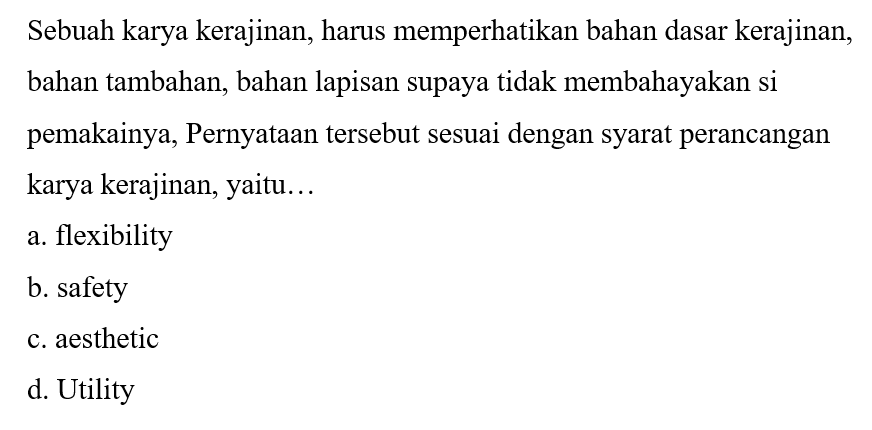 Sebuah karya kerajinan, harus memperhatikan bahan dasar kerajinan,
bahan tambahan, bahan lapisan supaya tidak membahayakan si
pemakainya, Pernyataan tersebut sesuai dengan syarat perancangan
karya kerajinan, yaitu…
a. flexibility
b. safety
c. aesthetic
d. Utility